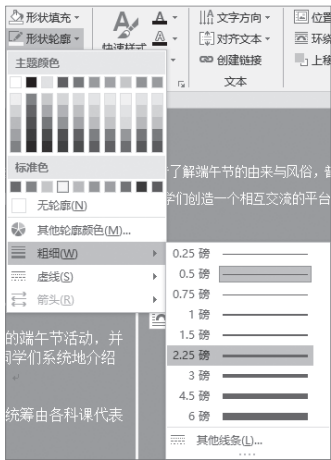 形状填充
形状轮廓
快速样式
文字方向
对齐文本
创建链接
文本
位置
环绕
上移
主题颜色
标准色
无轮廓(N)
其他轮廓颜色(M)...
粗细(W)
虚线(S)
箭头(R)
0.25 磅
0.5 磅
0.75 磅
1 磅
1.5 磅
2.25 磅
3 磅
4.5 磅
6 磅
其他线条(L)...
了解端午节的由来与风俗，
学们创造一个相互交流的平台
的端午节活动，并
同学们系统地介绍
统筹由各科课代表